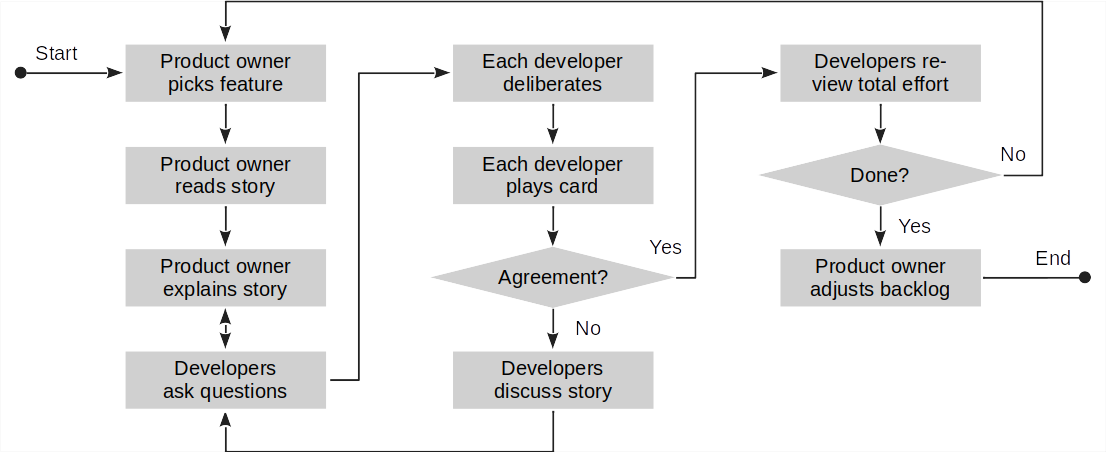 Start
Product owner
picks feature
Product owner
reads story
Product owner
explains story
Developers
ask questions
Each developer
deliberates
Each developer
plays card
Agreement?
Yes
No
Developers
discuss story
Developers re-
view total effort
Done?
No
Yes
Product owner
adjusts backlog
End